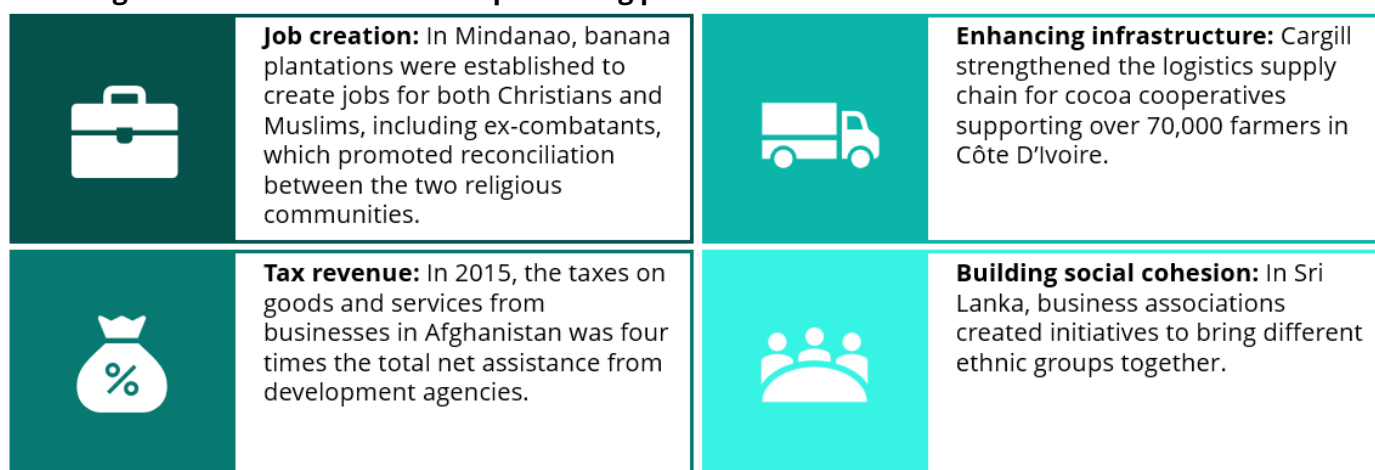 Job creation: In Mindanao, banana
plantations were established to
create jobs for both Christians and
Muslims, including ex-combatants,
which promoted reconciliation
between the two religious
communities.
Enhancing infrastructure: Cargill
strengthened the logistics supply
chain for cocoa cooperatives
supporting over 70,000 farmers in
Côte D’Ivoire.
Tax revenue: In 2015, the taxes on
goods and services from
businesses in Afghanistan was four
times the total net assistance from
development agencies.
%
Building social cohesion: In Sri
Lanka, business associations
created initiatives to bring different
ethnic groups together.